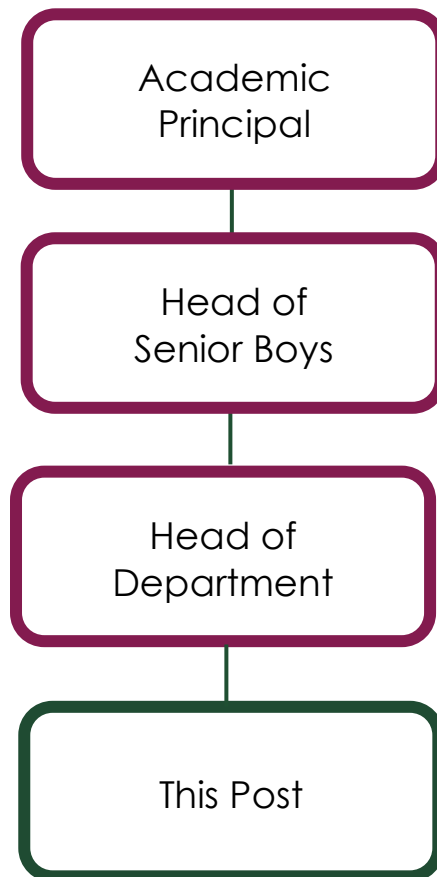 Academic
Principal
Head of
Senior Boys
Head of
Department
This Post